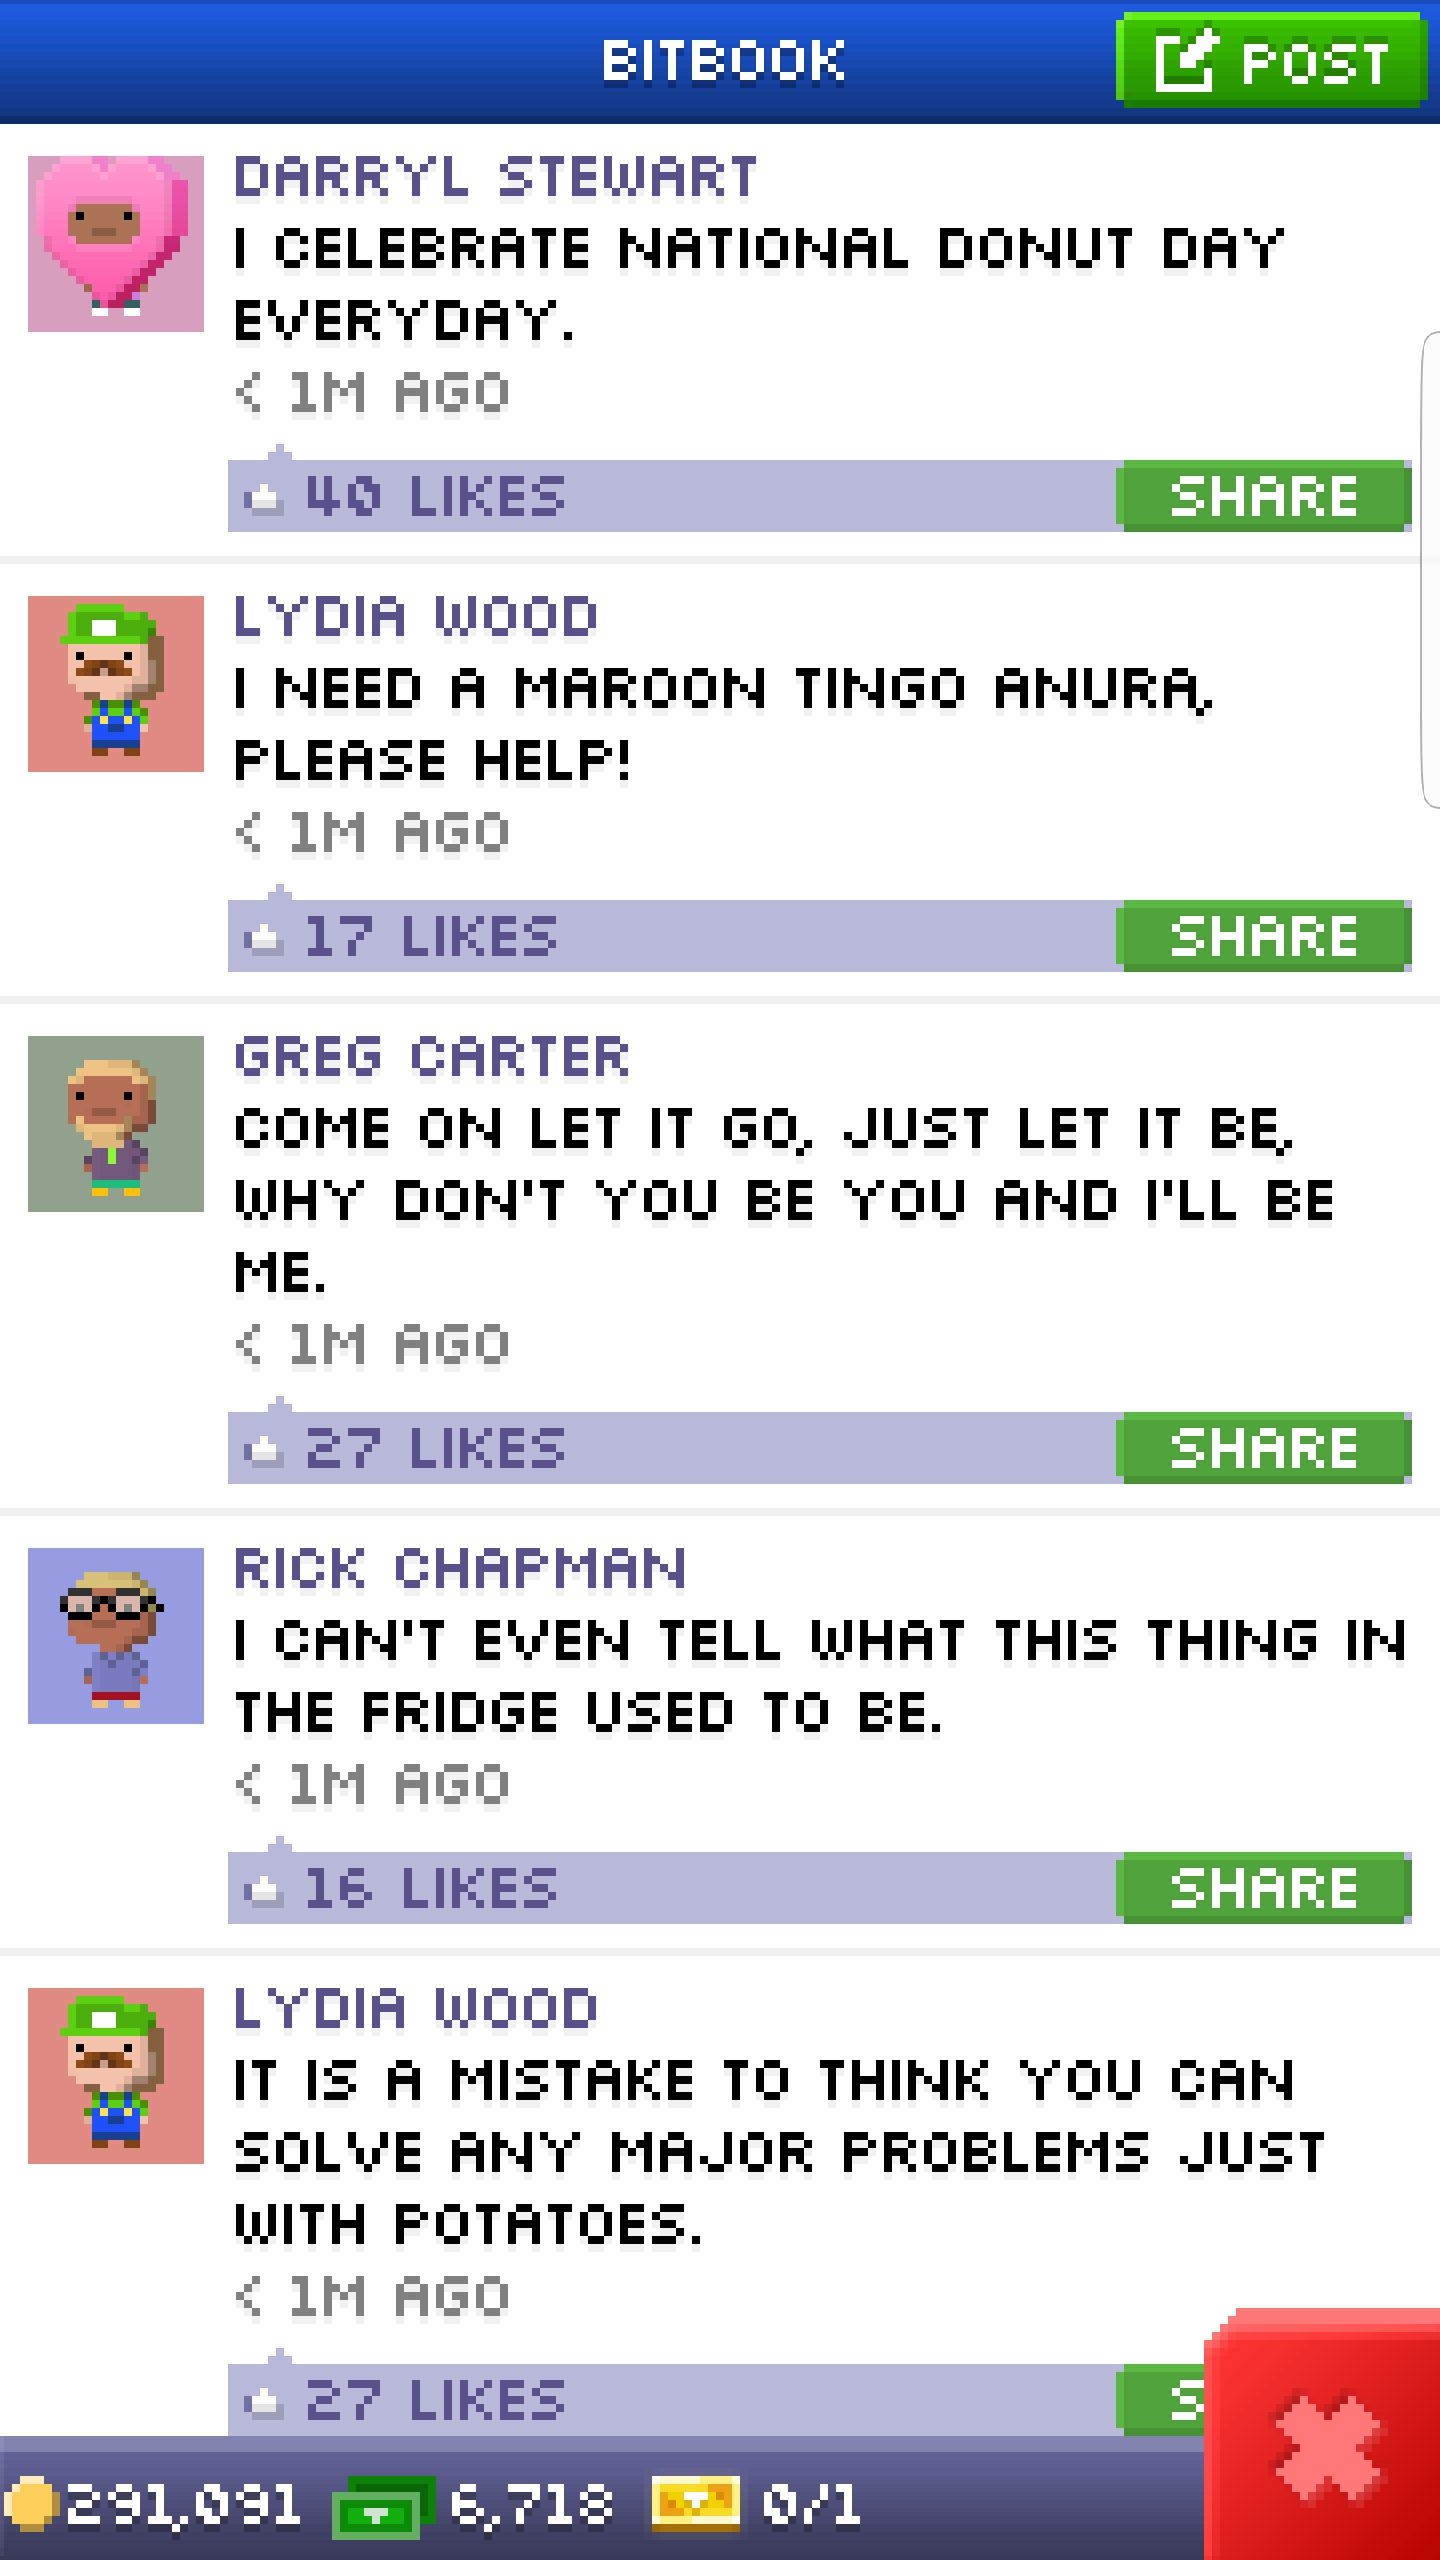 BITBOOK
POST
DARRYL STEWART
I CELEBRATE NATIONAL DONUT DAY
EVERYDAY.
< 1M AGO
40 LIKES
SHARE
LYDIA WOOD
I NEED A MAROON TINGO ANURA,
PLEASE HELP!
< 1M AGO
17 LIKES
SHARE
GREG CARTER
COME ON LET IT GO, JUST LET IT BE,
WHY DON'T YOU BE YOU AND I'LL BE
ME.
< 1M AGO
27 LIKES
SHARE
RICK CHAPMAN
I CAN'T EVEN TELL WHAT THIS THING IN
THE FRIDGE USED TO BE.
< 1M AGO
16 LIKES
SHARE
LYDIA WOOD
IT IS A MISTAKE TO THINK YOU CAN
SOLVE ANY MAJOR PROBLEMS JUST
WITH POTATOES.
< 1M AGO
27 LIKES
S
291,091
6,718
0/1